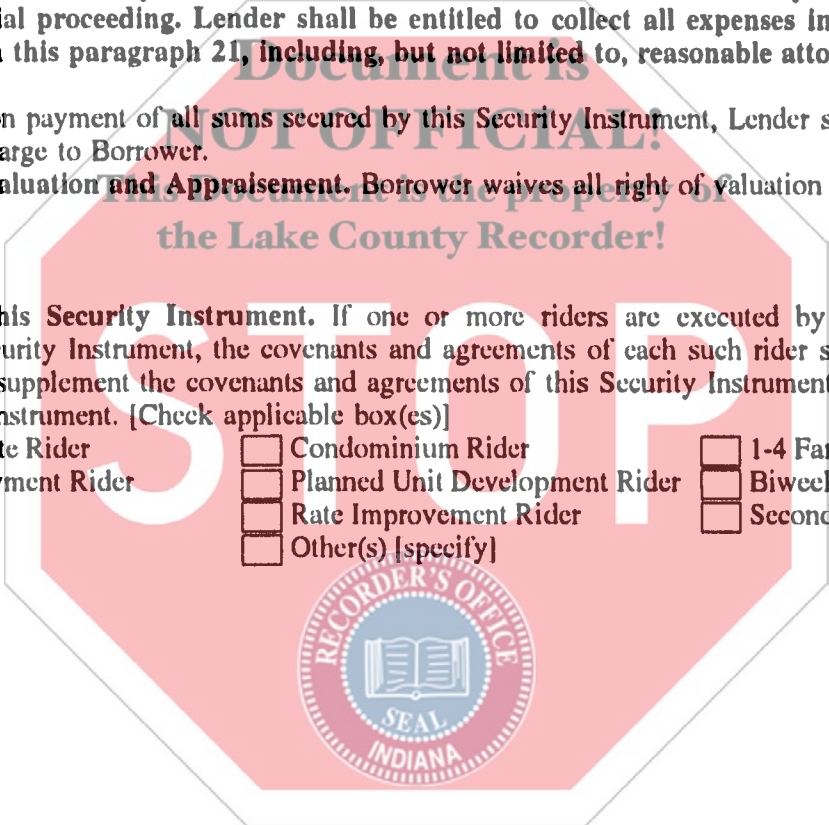 ial proceeding. Lender shall be entitled to collect all expenses in
this paragraph 21, including, but not limited to, reasonable atto
Document is
n payment of all sums secured by this Security Instrument, Lender s
NOT OFFICIAL!
arge to Borrower.
aluation and Appraisement. Borrower waives all right of valuation
This Document is the property of
the Lake County Recorder!
his Security Instrument. If one or more riders are executed by
STOP
urity Instrument, the covenants and agreements of each such rider s
supplement the covenants and agreements of this Security Instrument
nstrument. [Check applicable box(es)]
te Rider Condominium Rider 1-4 Fa
yment Rider Planned Unit Development Rider Biweek
Rate Improvement Rider Second
Other(s) [specify]
RECORDER'S OFFICE
SEAL
INDIANA